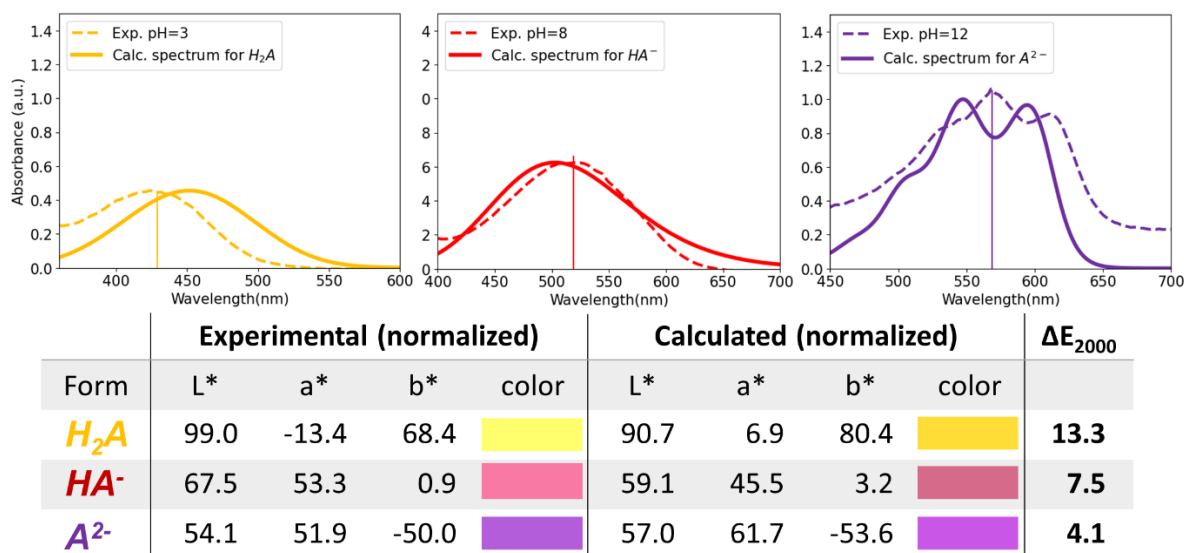 Exp. pH=3
Calc. spectrum for H₂A
Exp. pH=8
Calc. spectrum for HA⁻
Exp. pH=12
Calc. spectrum for A²⁻
Absorbance (a.u.)
1.4
1.2
1.0
0.8
0.6
0.4
0.2
0.0
4
2
0
8
6
4
2
0
1.4
1.2
1.0
0.8
0.6
0.4
0.2
0.0
400 450 500 550 600
400 450 500 550 600 650 700
450 500 550 600 650 700
Wavelength(nm)
Wavelength(nm)
Wavelength(nm)
Experimental (normalized) Calculated (normalized) ΔE₂₀₀₀
Form L* a* b* color L* a* b* color
H₂A 99.0 -13.4 68.4 90.7 6.9 80.4 13.3
HA⁻ 67.5 53.3 0.9 59.1 45.5 3.2 7.5
A²⁻ 54.1 51.9 -50.0 57.0 61.7 -53.6 4.1